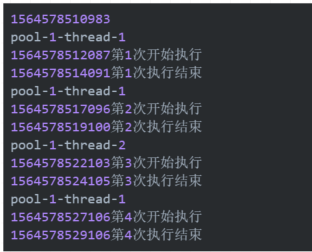 1564578510983
pool-1-thread-1
1564578512087第1次开始执行
1564578514091第1次执行结束
pool-1-thread-1
1564578517096第2次开始执行
1564578519100第2次执行结束
pool-1-thread-2
1564578522103第3次开始执行
1564578524105第3次执行结束
pool-1-thread-1
1564578527106第4次开始执行
1564578529106第4次执行结束